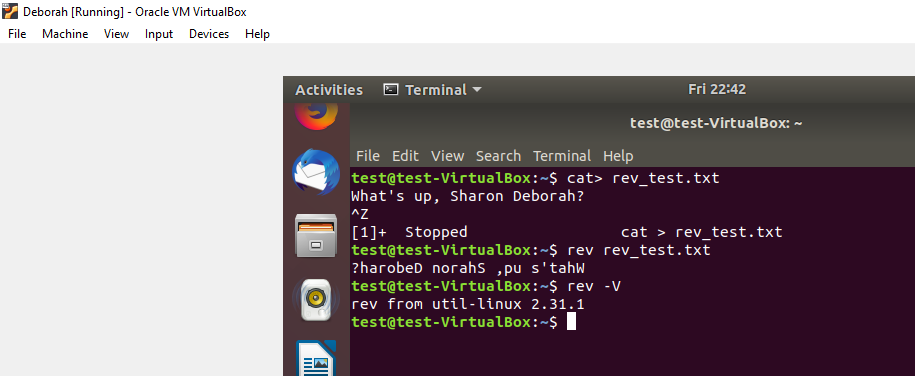 Deborah [Running] - Oracle VM VirtualBox
File Machine View Input Devices Help
Activities Terminal Fri 22:42
test@test-VirtualBox: ~
File Edit View Search Terminal Help
test@test-VirtualBox:~$ cat> rev_test.txt
What's up, Sharon Deborah?
^Z
[1]+  Stopped                 cat > rev_test.txt
test@test-VirtualBox:~$ rev rev_test.txt
?harobeD norahS ,pu s'tahW
test@test-VirtualBox:~$ rev -V
rev from util-linux 2.31.1
test@test-VirtualBox:~$